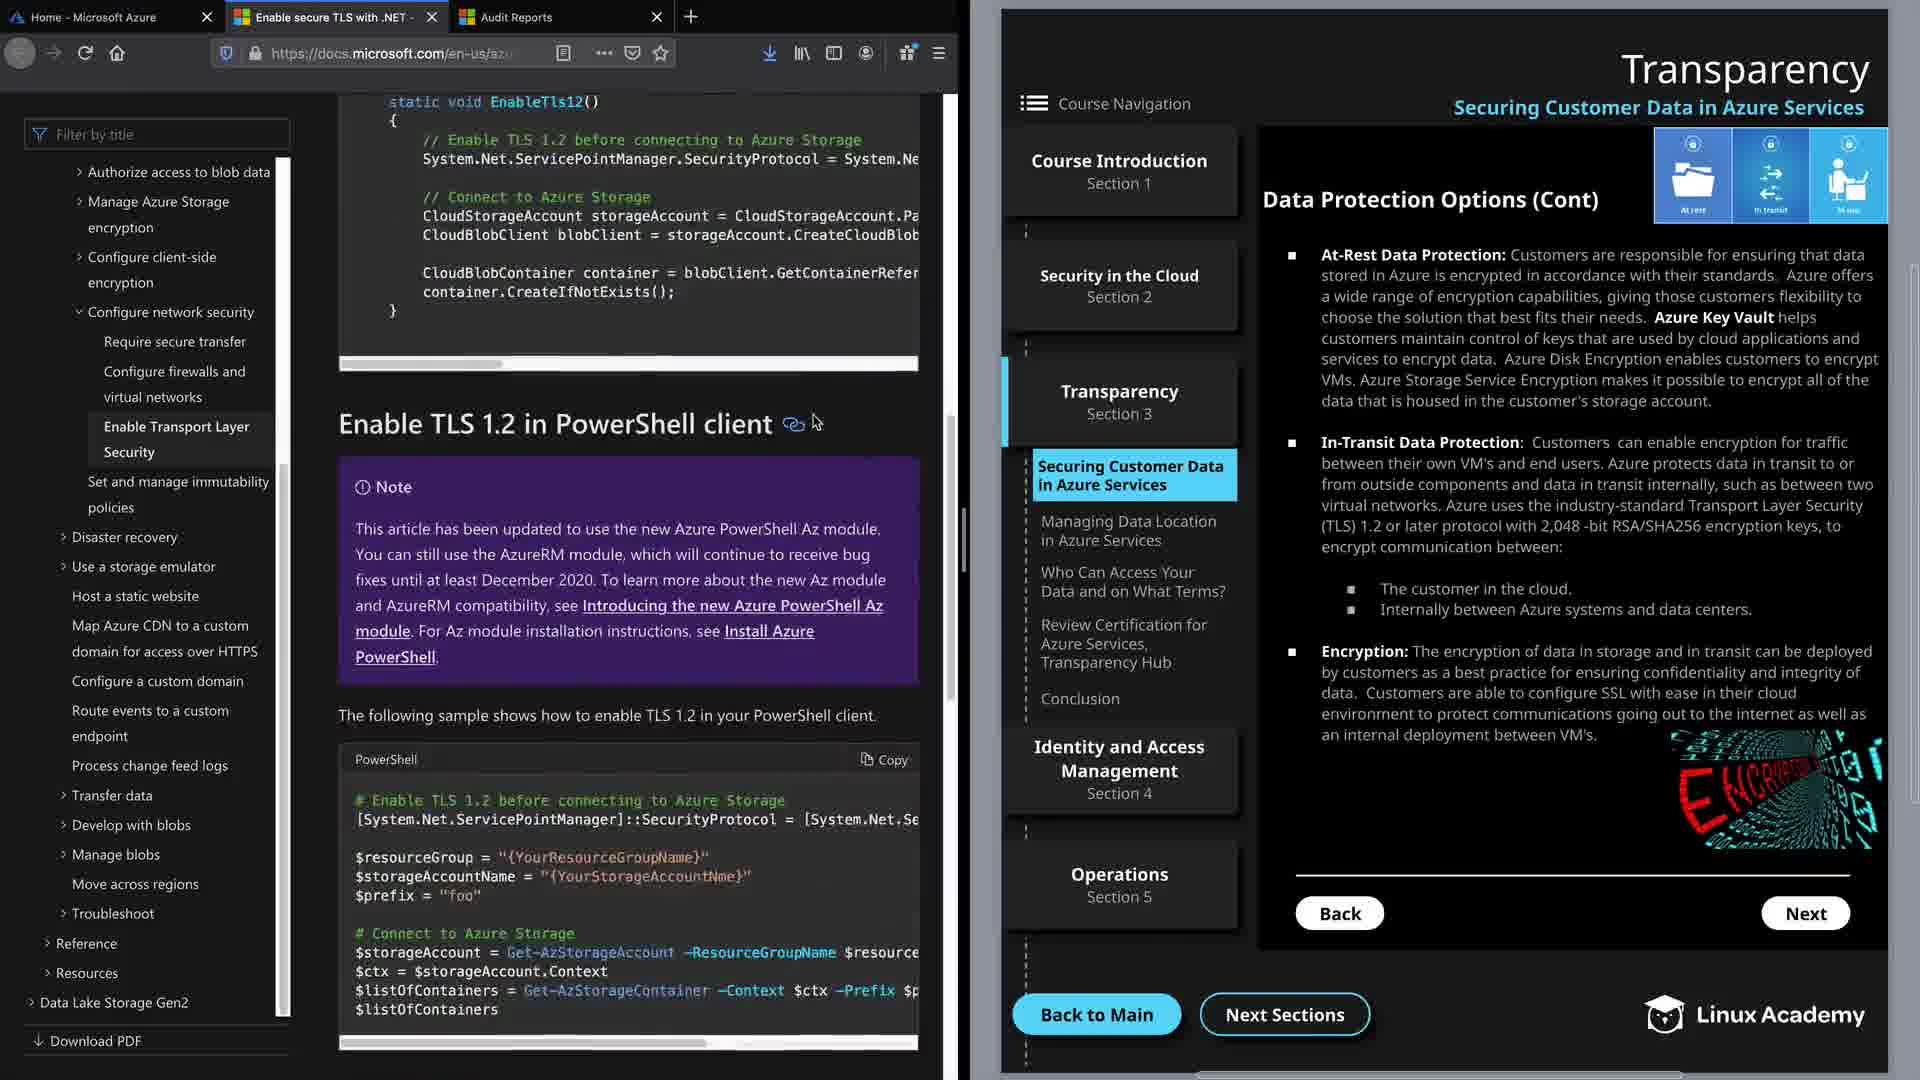 Home - Microsoft Azure
Enable secure TLS with .NET -
Audit Reports
https://docs.microsoft.com/en-us/az
Filter by title
Authorize access to blob data
Manage Azure Storage
encryption
Configure client-side
encryption
Configure network security
Require secure transfer
Configure firewalls and
virtual networks
Enable Transport Layer
Security
Set and manage immutability
policies
Disaster recovery
Use a storage emulator
Host a static website
Map Azure CDN to a custom
domain for access over HTTPS
Configure a custom domain
Route events to a custom
endpoint
Process change feed logs
Transfer data
Develop with blobs
Manage blobs
Move across regions
Troubleshoot
Reference
Resources
Data Lake Storage Gen2
Download PDF
static void EnableTls12()
{
// Enable TLS 1.2 before connecting to Azure Storage
System.Net.ServicePointManager.SecurityProtocol = System.Ne
// Connect to Azure Storage
CloudStorageAccount storageAccount = CloudStorageAccount.Pa
CloudBlobClient blobClient = storageAccount.CreateCloudBlob
CloudBlobContainer container = blobClient.GetContainerRefer
container.CreateIfNotExists();
}
Enable TLS 1.2 in PowerShell client
Note
This article has been updated to use the new Azure PowerShell Az module.
You can still use the AzureRM module, which will continue to receive bug
fixes until at least December 2020. To learn more about the new Az module
and AzureRM compatibility, see Introducing the new Azure PowerShell Az
module. For Az module installation instructions, see Install Azure
PowerShell.
The following sample shows how to enable TLS 1.2 in your PowerShell client.
PowerShell
Copy
# Enable TLS 1.2 before connecting to Azure Storage
[System.Net.ServicePointManager]::SecurityProtocol = [System.Net.Se
$resourceGroup = "{YourResourceGroupName}"
$storageAccountName = "{YourStorageAccountNme}"
$prefix = "foo"
# Connect to Azure Storage
$storageAccount = Get-AzStorageAccount -ResourceGroupName $resource
$ctx = $storageAccount.Context
$listOfContainers = Get-AzStorageContainer -Context $ctx -Prefix $p
$listOfContainers
Transparency
Securing Customer Data in Azure Services
Course Navigation
Course Introduction
Section 1
Security in the Cloud
Section 2
Transparency
Section 3
Securing Customer Data
in Azure Services
Managing Data Location
in Azure Services
Who Can Access Your
Data and on What Terms?
Review Certification for
Azure Services,
Transparency Hub
Conclusion
Identity and Access
Management
Section 4
Operations
Section 5
Data Protection Options (Cont)
At rest
In transit
In use
■ At-Rest Data Protection: Customers are responsible for ensuring that data
stored in Azure is encrypted in accordance with their standards. Azure offers
a wide range of encryption capabilities, giving those customers flexibility to
choose the solution that best fits their needs. Azure Key Vault helps
customers maintain control of keys that are used by cloud applications and
services to encrypt data. Azure Disk Encryption enables customers to encrypt
VMs. Azure Storage Service Encryption makes it possible to encrypt all of the
data that is housed in the customer's storage account.
■ In-Transit Data Protection: Customers can enable encryption for traffic
between their own VM's and end users. Azure protects data in transit to or
from outside components and data in transit internally, such as between two
virtual networks. Azure uses the industry-standard Transport Layer Security
(TLS) 1.2 or later protocol with 2,048 -bit RSA/SHA256 encryption keys, to
encrypt communication between:
■ The customer in the cloud.
■ Internally between Azure systems and data centers.
■ Encryption: The encryption of data in storage and in transit can be deployed
by customers as a best practice for ensuring confidentiality and integrity of
data. Customers are able to configure SSL with ease in their cloud
environment to protect communications going out to the internet as well as
an internal deployment between VM's.
ENCRYPTION
Back
Next
Back to Main
Next Sections
Linux Academy